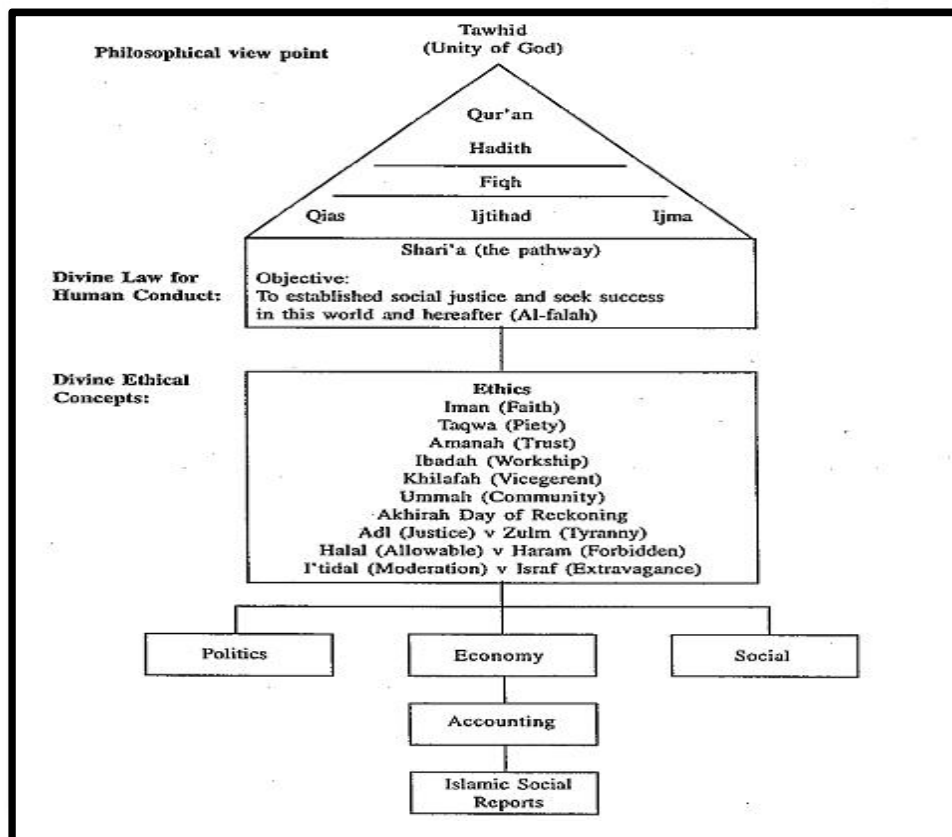 Tawhid
(Unity of God)
Philosophical view point
Qur'an
Hadith
Fiqh
Qias Ijtihad Ijma
Shari'a (the pathway)
Divine Law for
Human Conduct:
Objective:
To established social justice and seek success
in this world and hereafter (Al-falah)
Divine Ethical
Concepts:
Ethics
Iman (Faith)
Taqwa (Piety)
Amanah (Trust)
Ibadah (Workship)
Khilafah (Vicegerent)
Ummah (Community)
Akhirah Day of Reckoning
Adl (Justice) v Zulm (Tyranny)
Halal (Allowable) v Haram (Forbidden)
I'tidal (Moderation) v Israf (Extravagance)
Politics Economy Social
Accounting
Islamic Social
Reports